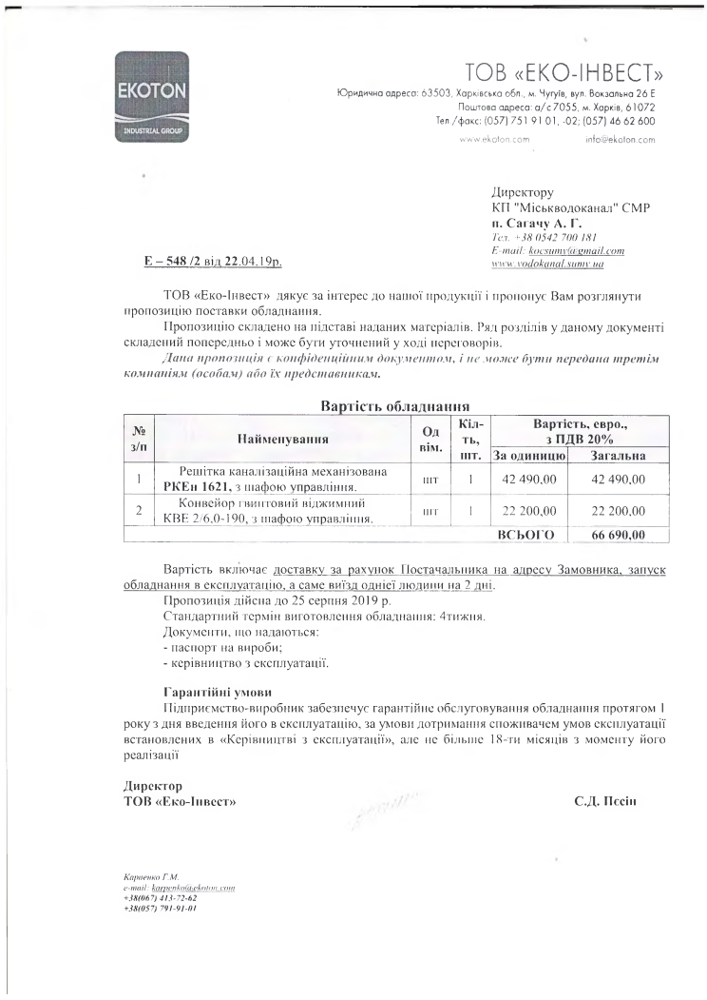 EKOTON
INDUSTRIAL GROUP
ТОВ «ЕКО-ІНВЕСТ»
Юридична адреса: 63503, Харківська обл., м. Чугуїв, вул. Вокзальна 26 Е
Поштова адреса: а/с 7055, м. Харків, 61072
Тел./факс: (057) 751 91 01, -02; (057) 46 62 600
www.ekoton.com info@ekoton.com
Директору
КП "Міськводоканал" СМР
п. Сагачу А. Г.
Тел. +38 0542 700 181
E-mail: kocsumy@gmail.com
www.vodokanal.sumy.ua
Е – 548 /2 від 22.04.19р.
ТОВ «Еко-Інвест» дякує за інтерес до нашої продукції і пропонує Вам розглянути
пропозицію поставки обладнання.
Пропозицію складено на підставі наданих матеріалів. Ряд розділів у даному документі
складений попередньо і може бути уточнений у ході переговорів.
Дана пропозиція є конфіденційним документом, і не може бути передана третім
компаніям (особам) або їх представникам.
Вартість обладнання
№ з/п Найменування Од вім. Кіл-ть, шт. Вартість, евро., з ПДВ 20%
За одиницю Загальна
1 Решітка каналізаційна механізована РКЕн 1621, з шафою управління. шт 1 42 490,00 42 490,00
2 Конвейор гвинтовий віджимний КВЕ 2/6,0-190, з шафою управління. шт 1 22 200,00 22 200,00
ВСЬОГО 66 690,00
Вартість включає доставку за рахунок Постачальника на адресу Замовника, запуск
обладнання в експлуатацію, а саме виїзд однієї людини на 2 дні.
Пропозиція дійсна до 25 серпня 2019 р.
Стандартний термін виготовлення обладнання: 4тижня.
Документи, що надаються:
- паспорт на вироби;
- керівництво з експлуатації.
Гарантійні умови
Підприємство-виробник забезпечує гарантійне обслуговування обладнання протягом 1
року з дня введення його в експлуатацію, за умови дотримання споживачем умов експлуатації
встановлених в «Керівництві з експлуатації», але не більше 18-ти місяців з моменту його
реалізації
Директор
ТОВ «Еко-Інвест» С.Д. Пєсін
Карпенко Г.М.
e-mail: karpenko@ekoton.com
+38(067) 413-72-62
+38(057) 791-91-01